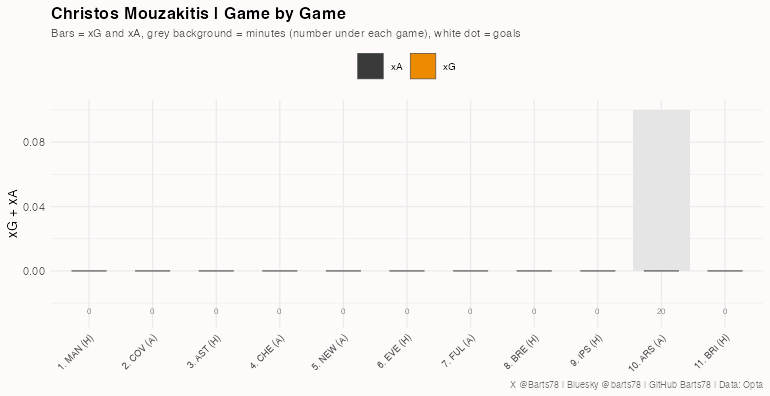 Christos Mouzakitis | Game by Game
Bars = xG and xA, grey background = minutes (number under each game), white dot = goals
xA xG
xG + xA
0.08
0.04
0.00
0 0 0 0 0 0 0 0 0 20 0
1. MAN (H) 2. COV (A) 3. AST (H) 4. CHE (A) 5. NEW (A) 6. EVE (H) 7. FUL (A) 8. BRE (H) 9. IPS (H) 10. ARS (A) 11. BRI (H)
X @Barts78 | Bluesky @barts78 | GitHub Barts78 | Data: Opta